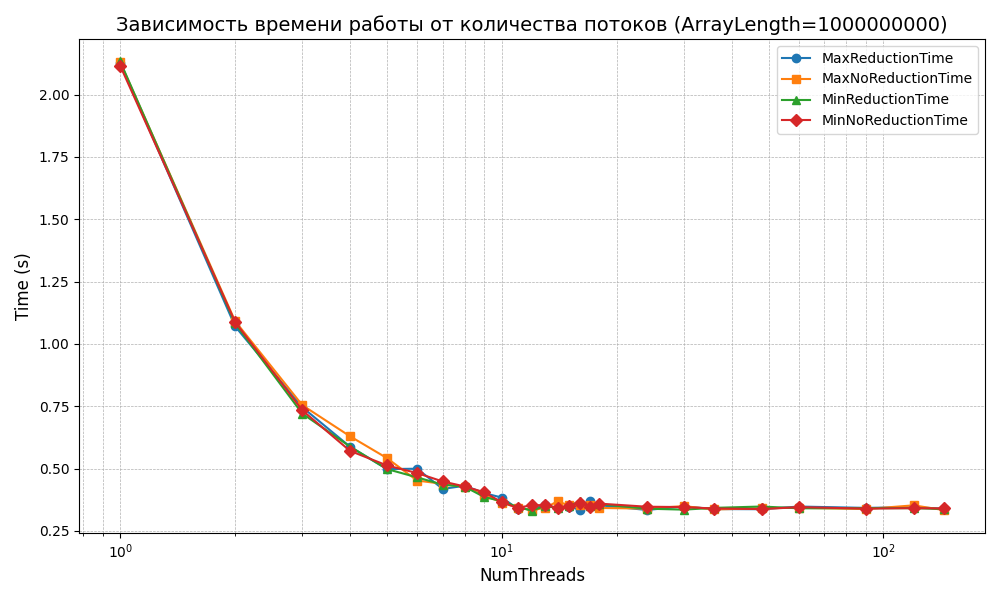 Зависимость времени работы от количества потоков (ArrayLength=1000000000)
MaxReductionTime
MaxNoReductionTime
MinReductionTime
MinNoReductionTime
2.00
1.75
1.50
1.25
1.00
0.75
0.50
0.25
Time (s)
10⁰
10¹
10²
NumThreads